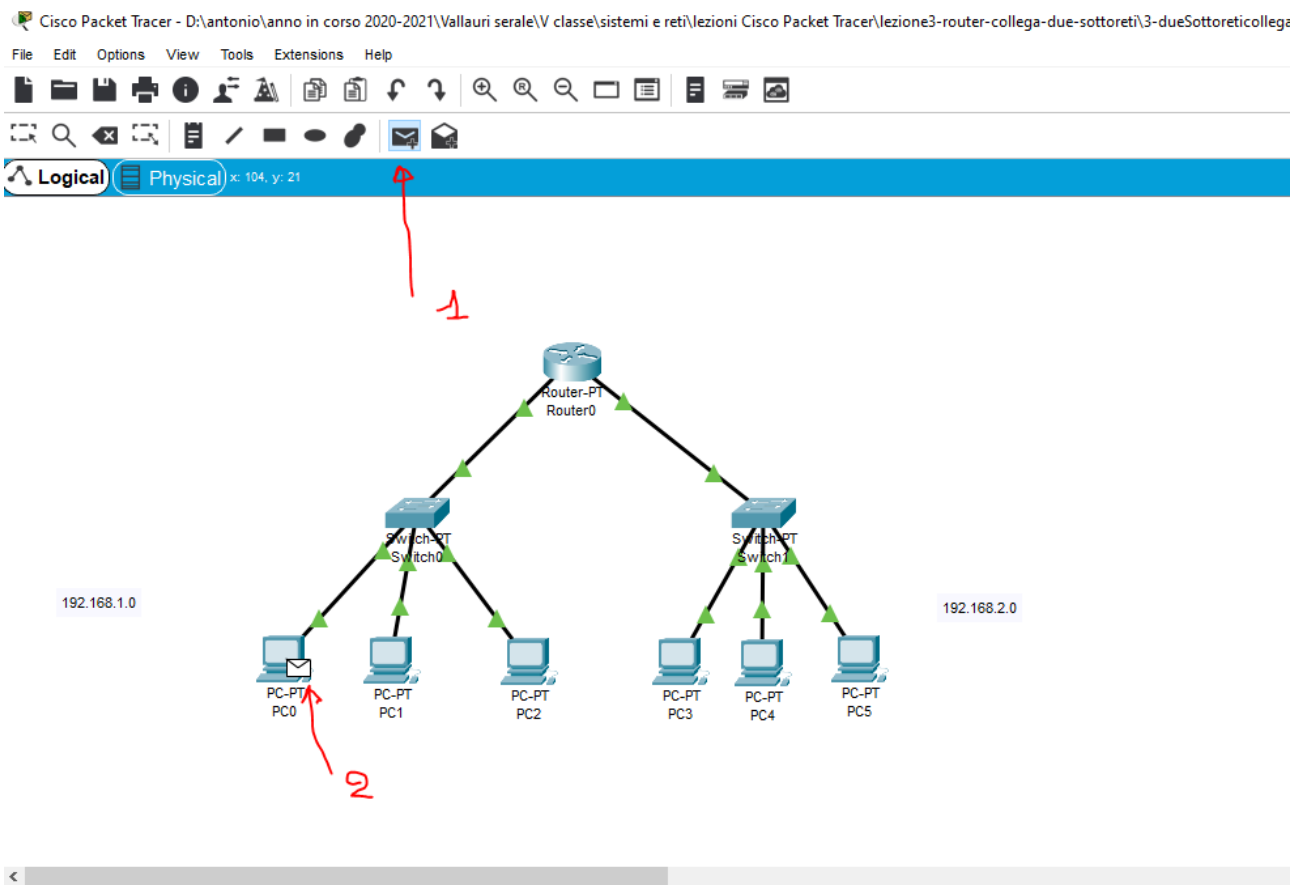 Cisco Packet Tracer - D:\antonio\anno in corso 2020-2021\Vallauri serale\V classe\sistemi e reti\lezioni Cisco Packet Tracer\lezione3-router-collega-due-sottoreti\3-dueSottoreticollega
File Edit Options View Tools Extensions Help
Logical Physical x: 104, y: 21
1
Router-PT
Router0
Switch-PT
Switch0
Switch-PT
Switch1
192.168.1.0
192.168.2.0
PC-PT
PC0
PC-PT
PC1
PC-PT
PC2
PC-PT
PC3
PC-PT
PC4
PC-PT
PC5
2